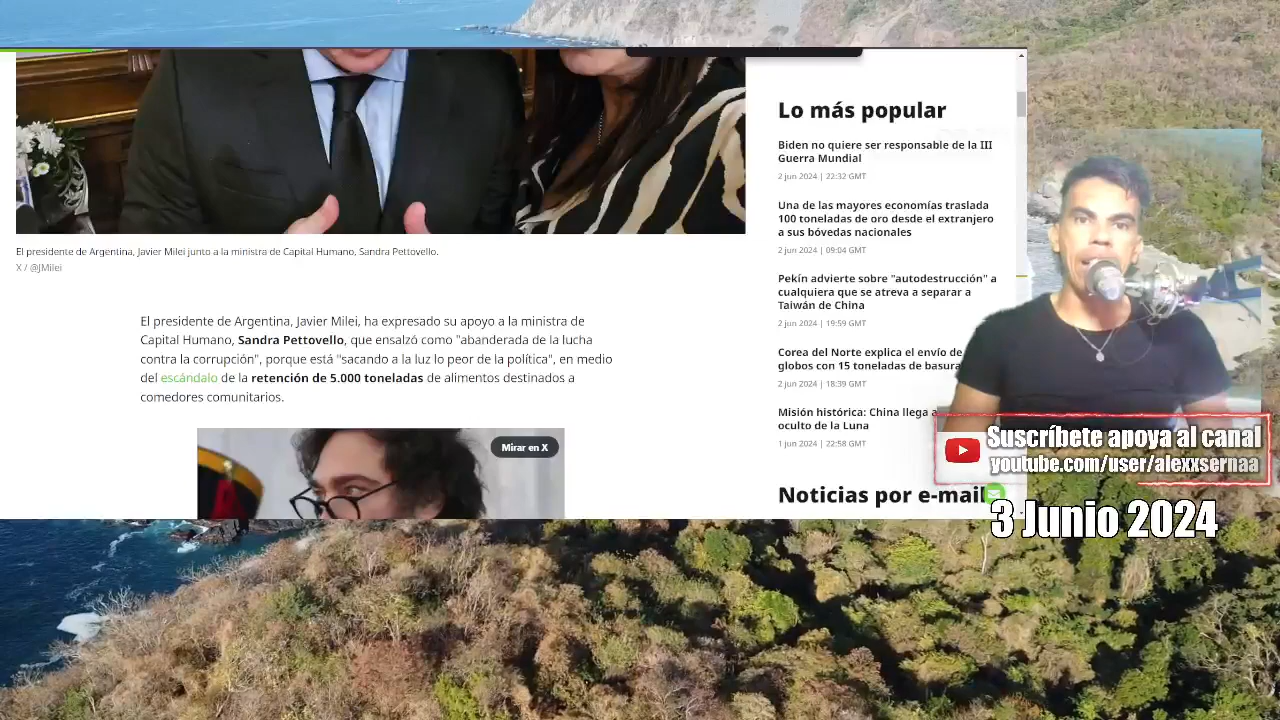 El presidente de Argentina, Javier Milei junto a la ministra de Capital Humano, Sandra Pettovello.
X / @JMilei
El presidente de Argentina, Javier Milei, ha expresado su apoyo a la ministra de
Capital Humano, Sandra Pettovello, que ensalzó como "abanderada de la lucha
contra la corrupción", porque está "sacando a la luz lo peor de la política", en medio
del escándalo de la retención de 5.000 toneladas de alimentos destinados a
comedores comunitarios.
Mirar en X
Lo más popular
Biden no quiere ser responsable de la III
Guerra Mundial
2 jun 2024 | 22:32 GMT
Una de las mayores economías traslada
100 toneladas de oro desde el extranjero
a sus bóvedas nacionales
2 jun 2024 | 09:04 GMT
Pekín advierte sobre "autodestrucción" a
cualquiera que se atreva a separar a
Taiwán de China
2 jun 2024 | 19:59 GMT
Corea del Norte explica el envío de
globos con 15 toneladas de basura
2 jun 2024 | 18:39 GMT
Misión histórica: China llega a
oculto de la Luna
1 jun 2024 | 22:58 GMT
Noticias por e-mail
Suscríbete apoya al canal
youtube.com/user/alexxsernaa
3 Junio 2024